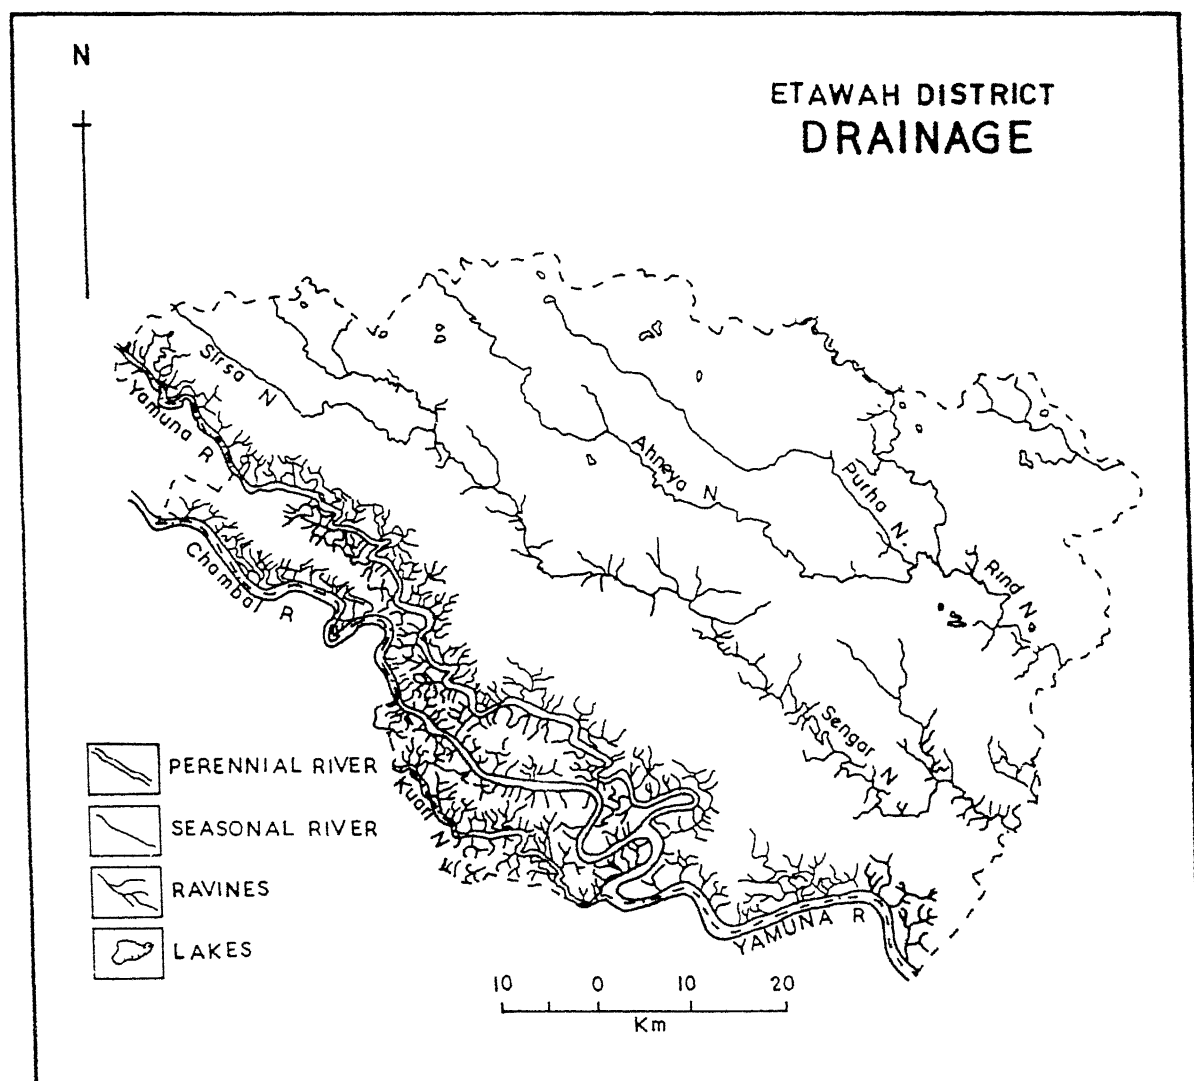 N
ETAWAH DISTRICT
DRAINAGE
Sirsa N
Yamuna R
Ahneya N
Purha N.
Chambal R
Rind N.
Sengar N
PERENNIAL RIVER
Kuari N
SEASONAL RIVER
RAVINES
YAMUNA R
LAKES
10 0 10 20
Km